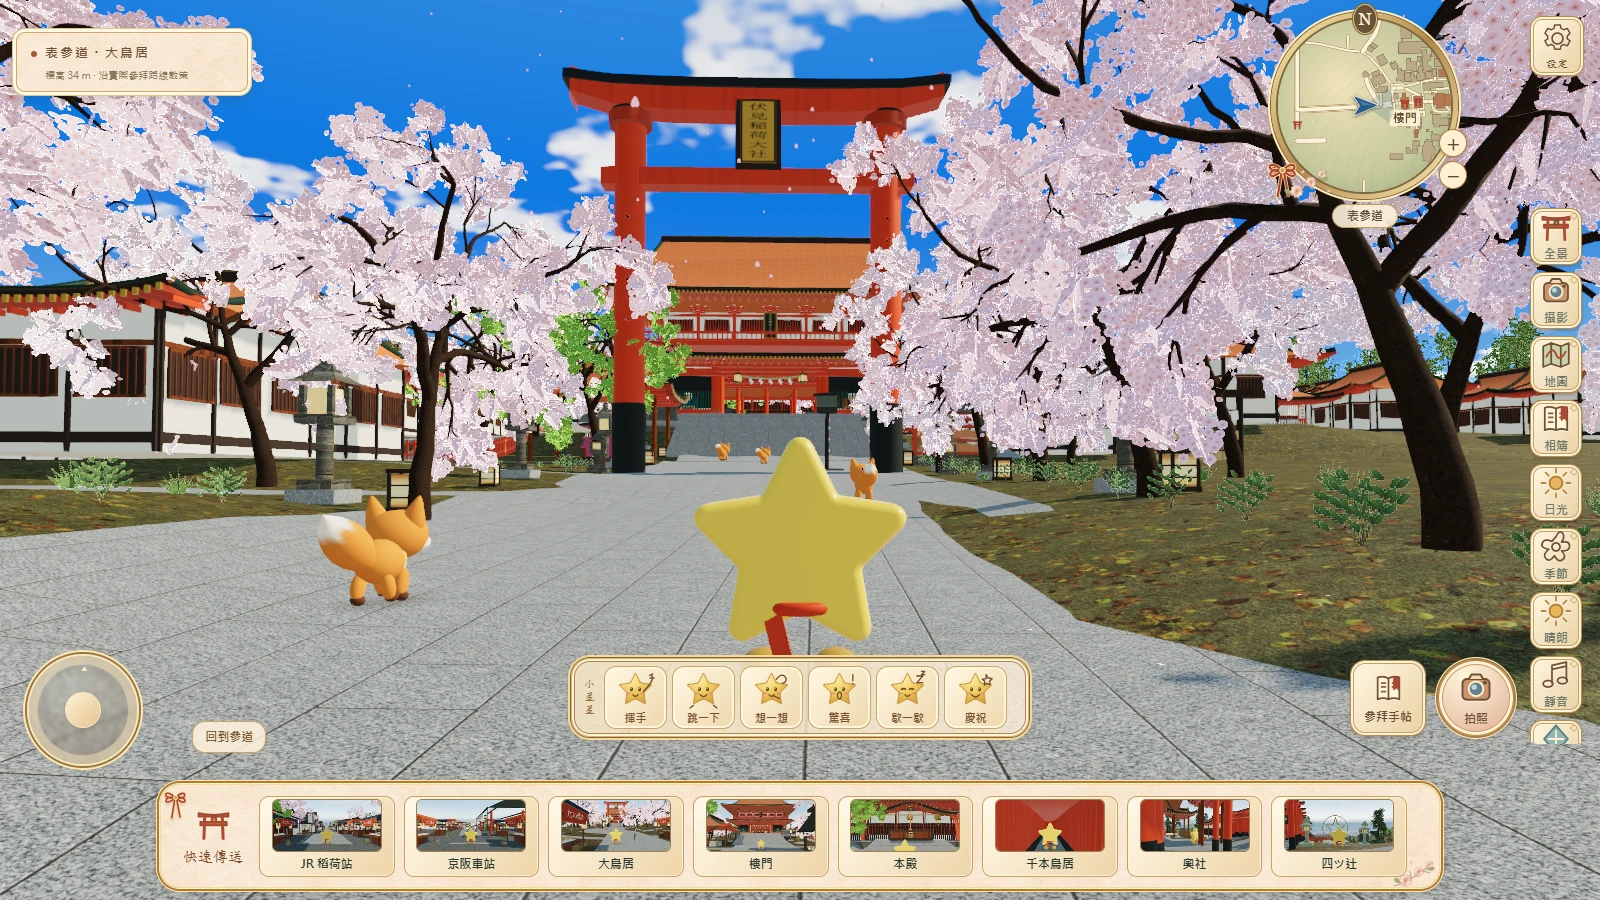 表參道・大鳥居
標高 34 m・沿實際參拜路線散策
伏見稲荷大社
N
樓門
+
−
表參道
設定
全景
攝影
地圖
相簿
日光
季節
晴朗
靜音
小星星
揮手
跳一下
想一想
驚喜
歇一歇
慶祝
參拜手帖
拍照
回到參道
快速傳送
JR 稻荷站
京阪車站
大鳥居
樓門
本殿
千本鳥居
奧社
四ツ辻